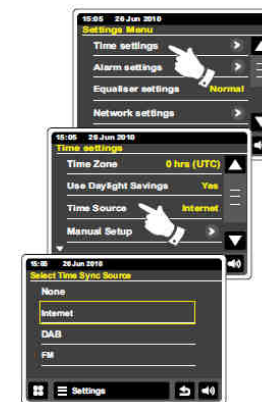 15:05 26 Jun 2010
Settings Menu
Time settings
Alarm settings
Equaliser settings Normal
Network settings
15:05 26 Jun 2010
Time settings
Time Zone 0 hrs (UTC)
Use Daylight Savings Yes
Time Source Internet
Manual Setup
15:05 26 Jun 2010
Select Time Sync Source
None
Internet
DAB
FM
Settings